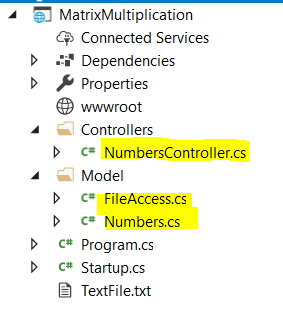 MatrixMultiplication
Connected Services
Dependencies
Properties
wwwroot
Controllers
C# NumbersController.cs
Model
C# FileAccess.cs
C# Numbers.cs
C# Program.cs
C# Startup.cs
TextFile.txt